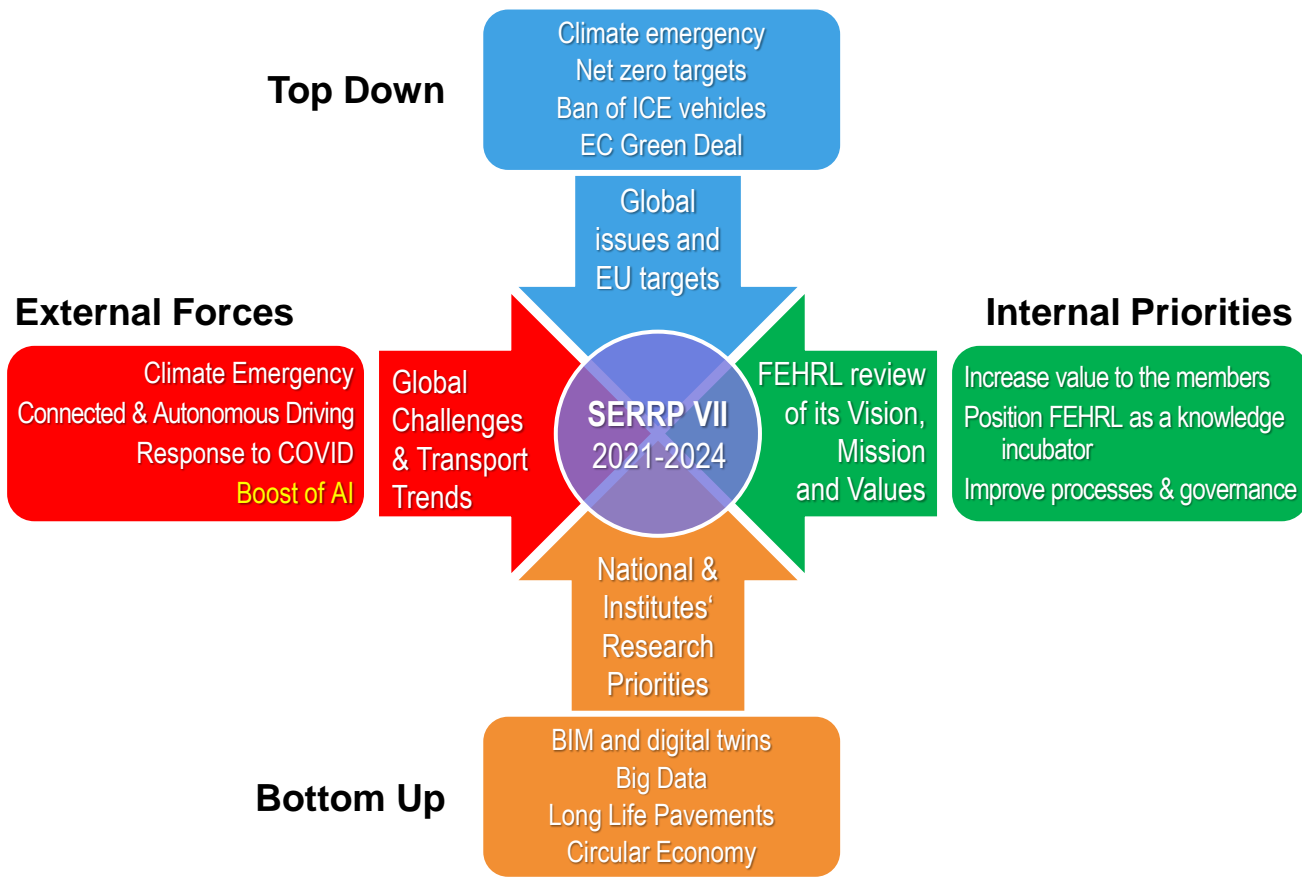 Top Down
Climate emergency
Net zero targets
Ban of ICE vehicles
EC Green Deal
Global
issues and
EU targets
External Forces
Climate Emergency
Connected & Autonomous Driving
Response to COVID
Boost of AI
Global
Challenges
& Transport
Trends
SERRP VII
2021-2024
FEHRL review
of its Vision,
Mission
and Values
Internal Priorities
Increase value to the members
Position FEHRL as a knowledge
incubator
Improve processes & governance
National &
Institutes‘
Research
Priorities
Bottom Up
BIM and digital twins
Big Data
Long Life Pavements
Circular Economy